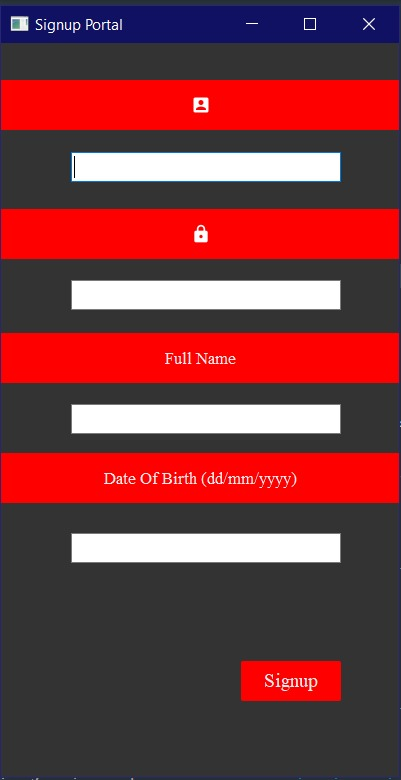 Signup Portal
Full Name
Date Of Birth (dd/mm/yyyy)
Signup